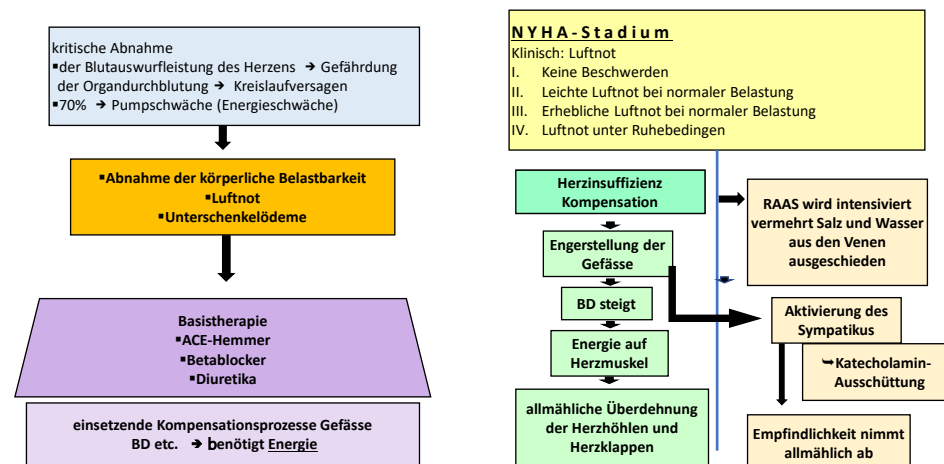 kritische Abnahme
▪der Blutauswurfleistung des Herzens → Gefährdung
der Organdurchblutung → Kreislaufversagen
▪70% → Pumpschwäche (Energieschwäche)
▪Abnahme der körperliche Belastbarkeit
▪Luftnot
▪Unterschenkelödeme
Basistherapie
▪ACE-Hemmer
▪Betablocker
▪Diuretika
einsetzende Kompensationsprozesse Gefässe
BD etc. → benötigt Energie
NYHA-Stadium
Klinisch: Luftnot
I. Keine Beschwerden
II. Leichte Luftnot bei normaler Belastung
III. Erhebliche Luftnot bei normaler Belastung
IV. Luftnot unter Ruhebedingen
Herzinsuffizienz
Kompensation
Engerstellung der
Gefässe
BD steigt
Energie auf
Herzmuskel
allmähliche Überdehnung
der Herzhöhlen und
Herzklappen
RAAS wird intensiviert
vermehrt Salz und Wasser
aus den Venen
ausgeschieden
Aktivierung des
Sympatikus
➥Katecholamin-
Ausschüttung
Empfindlichkeit nimmt
allmählich ab